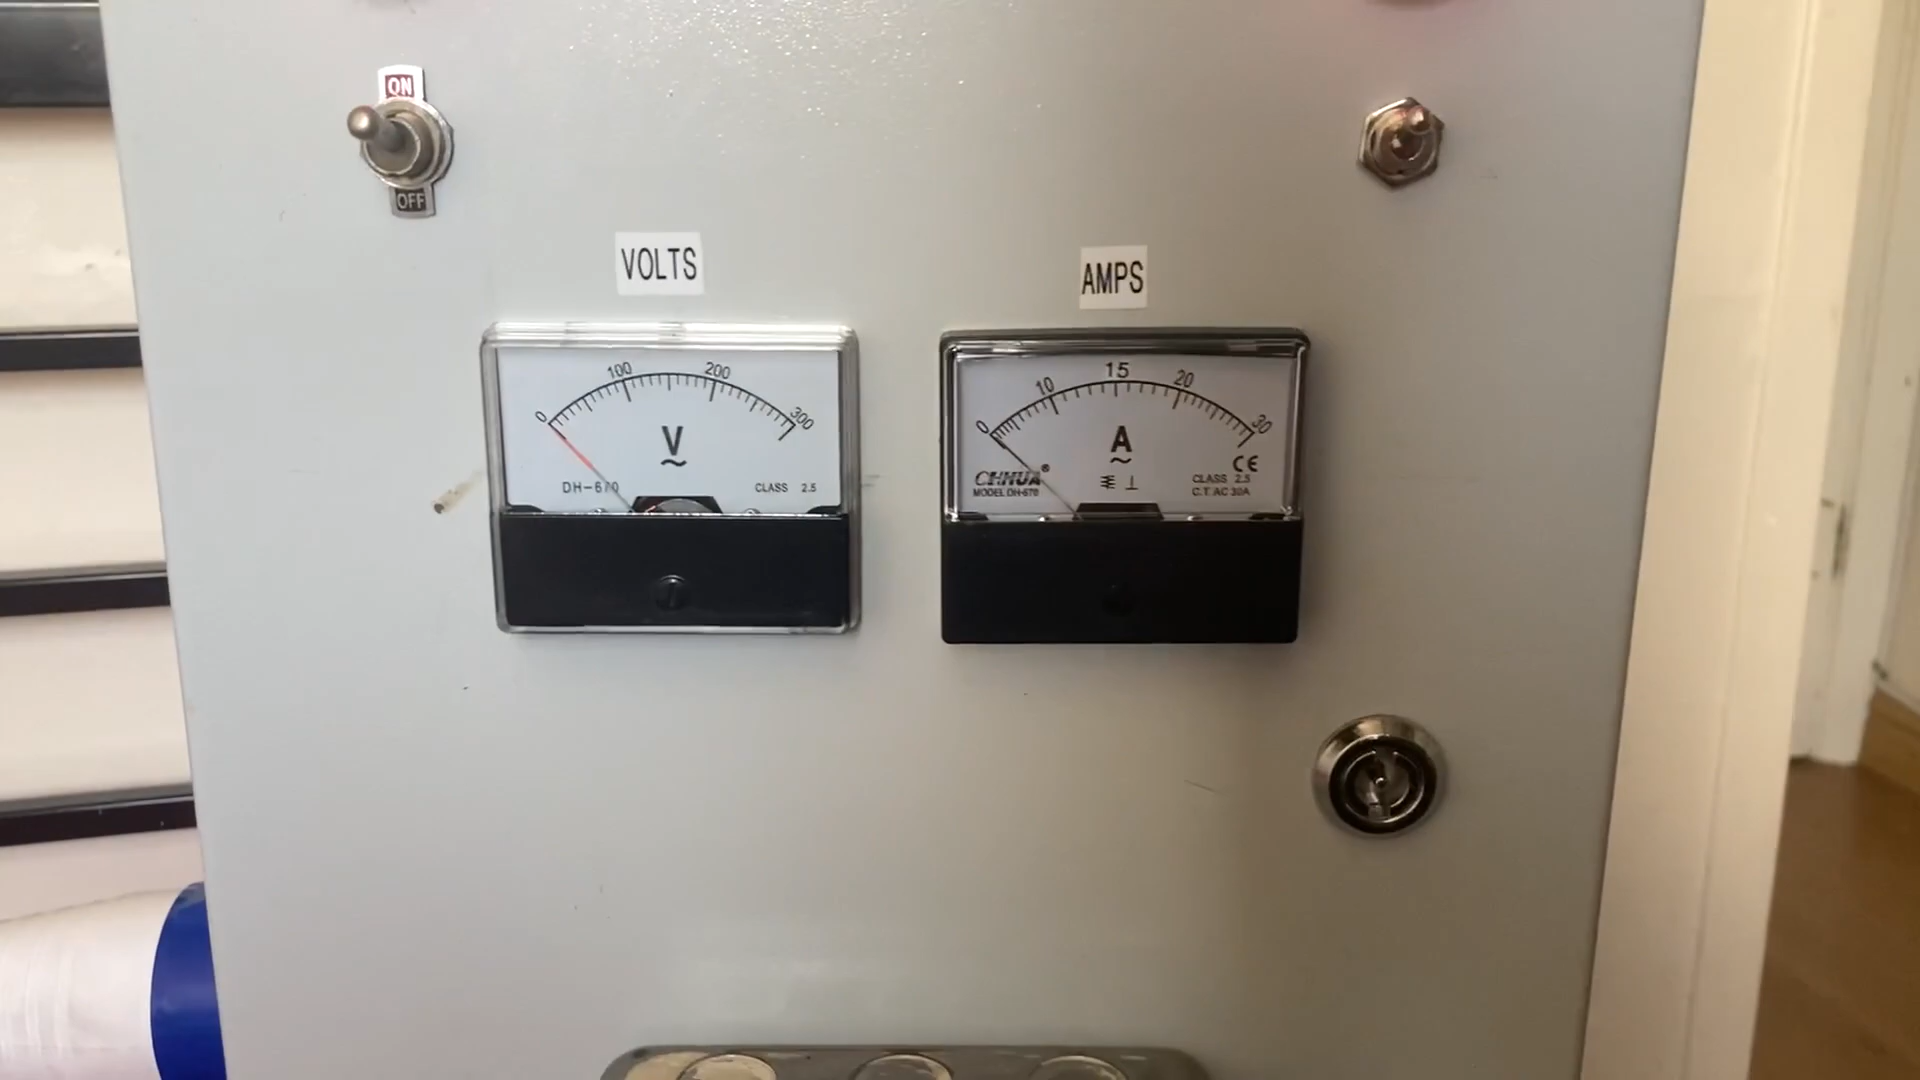 ON
OFF
VOLTS
AMPS
0 100 200 300
V
DH-670
CLASS 2.5
0 10 15 20 30
A
CHHUA®
MODEL DH-670
CE
CLASS 2.5
C.T. AC 30A